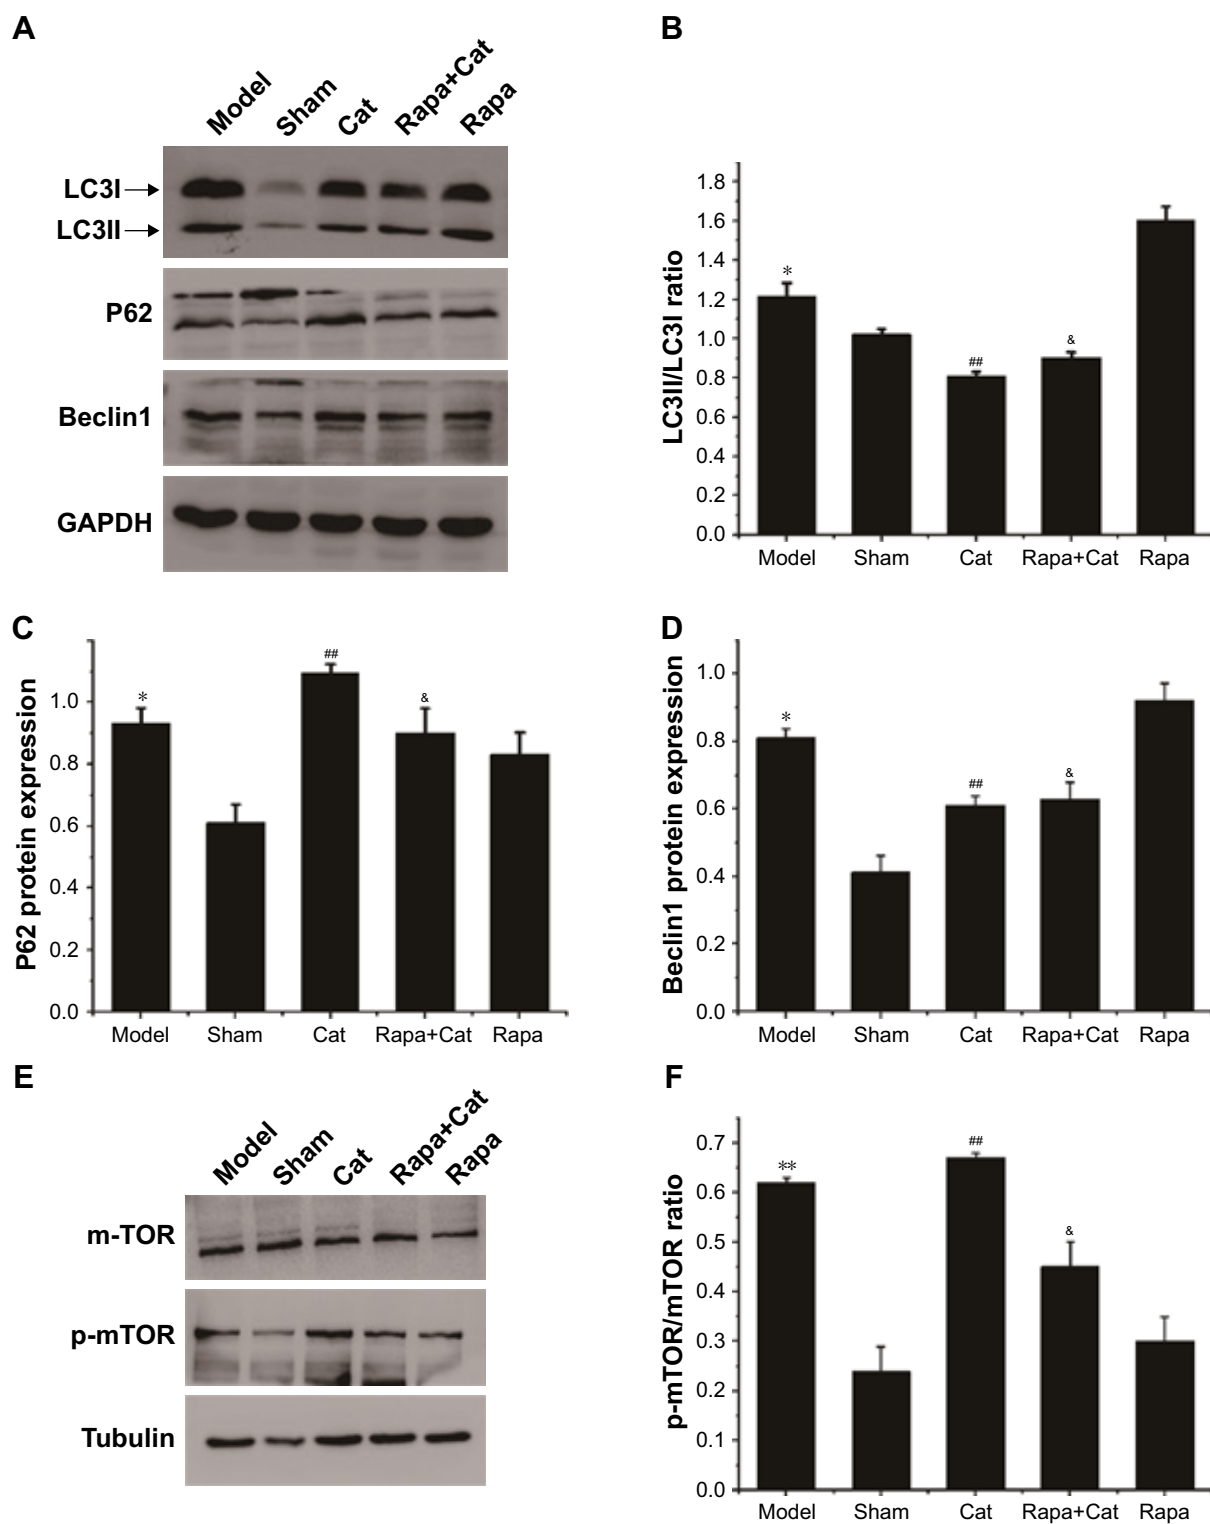 A
Model Sham Cat Rapa+Cat Rapa
LC3I
LC3II
P62
Beclin1
GAPDH
B
LC3II/LC3I ratio
1.8
1.6
1.4
1.2
1.0
0.8
0.6
0.4
0.2
0.0
*
##
&
Model Sham Cat Rapa+Cat Rapa
C
P62 protein expression
1.0
0.8
0.6
0.4
0.2
0.0
*
##
&
Model Sham Cat Rapa+Cat Rapa
D
Beclin1 protein expression
1.0
0.8
0.6
0.4
0.2
0.0
*
##
&
Model Sham Cat Rapa+Cat Rapa
E
Model Sham Cat Rapa+Cat Rapa
m-TOR
p-mTOR
Tubulin
F
p-mTOR/mTOR ratio
0.7
0.6
0.5
0.4
0.3
0.2
0.1
0.0
**
##
&
Model Sham Cat Rapa+Cat Rapa